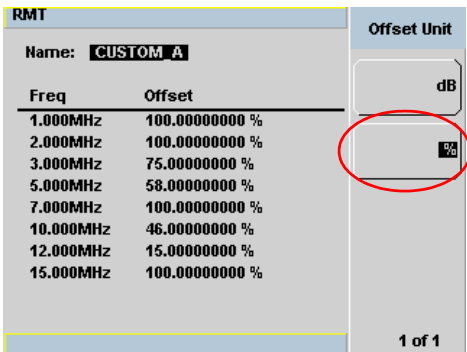 RMT
Offset Unit
Name: CUSTOM_A
dB
Freq Offset
%
1.000MHz 100.00000000 %
2.000MHz 100.00000000 %
3.000MHz 75.00000000 %
5.000MHz 58.00000000 %
7.000MHz 100.00000000 %
10.000MHz 46.00000000 %
12.000MHz 15.00000000 %
15.000MHz 100.00000000 %
1 of 1